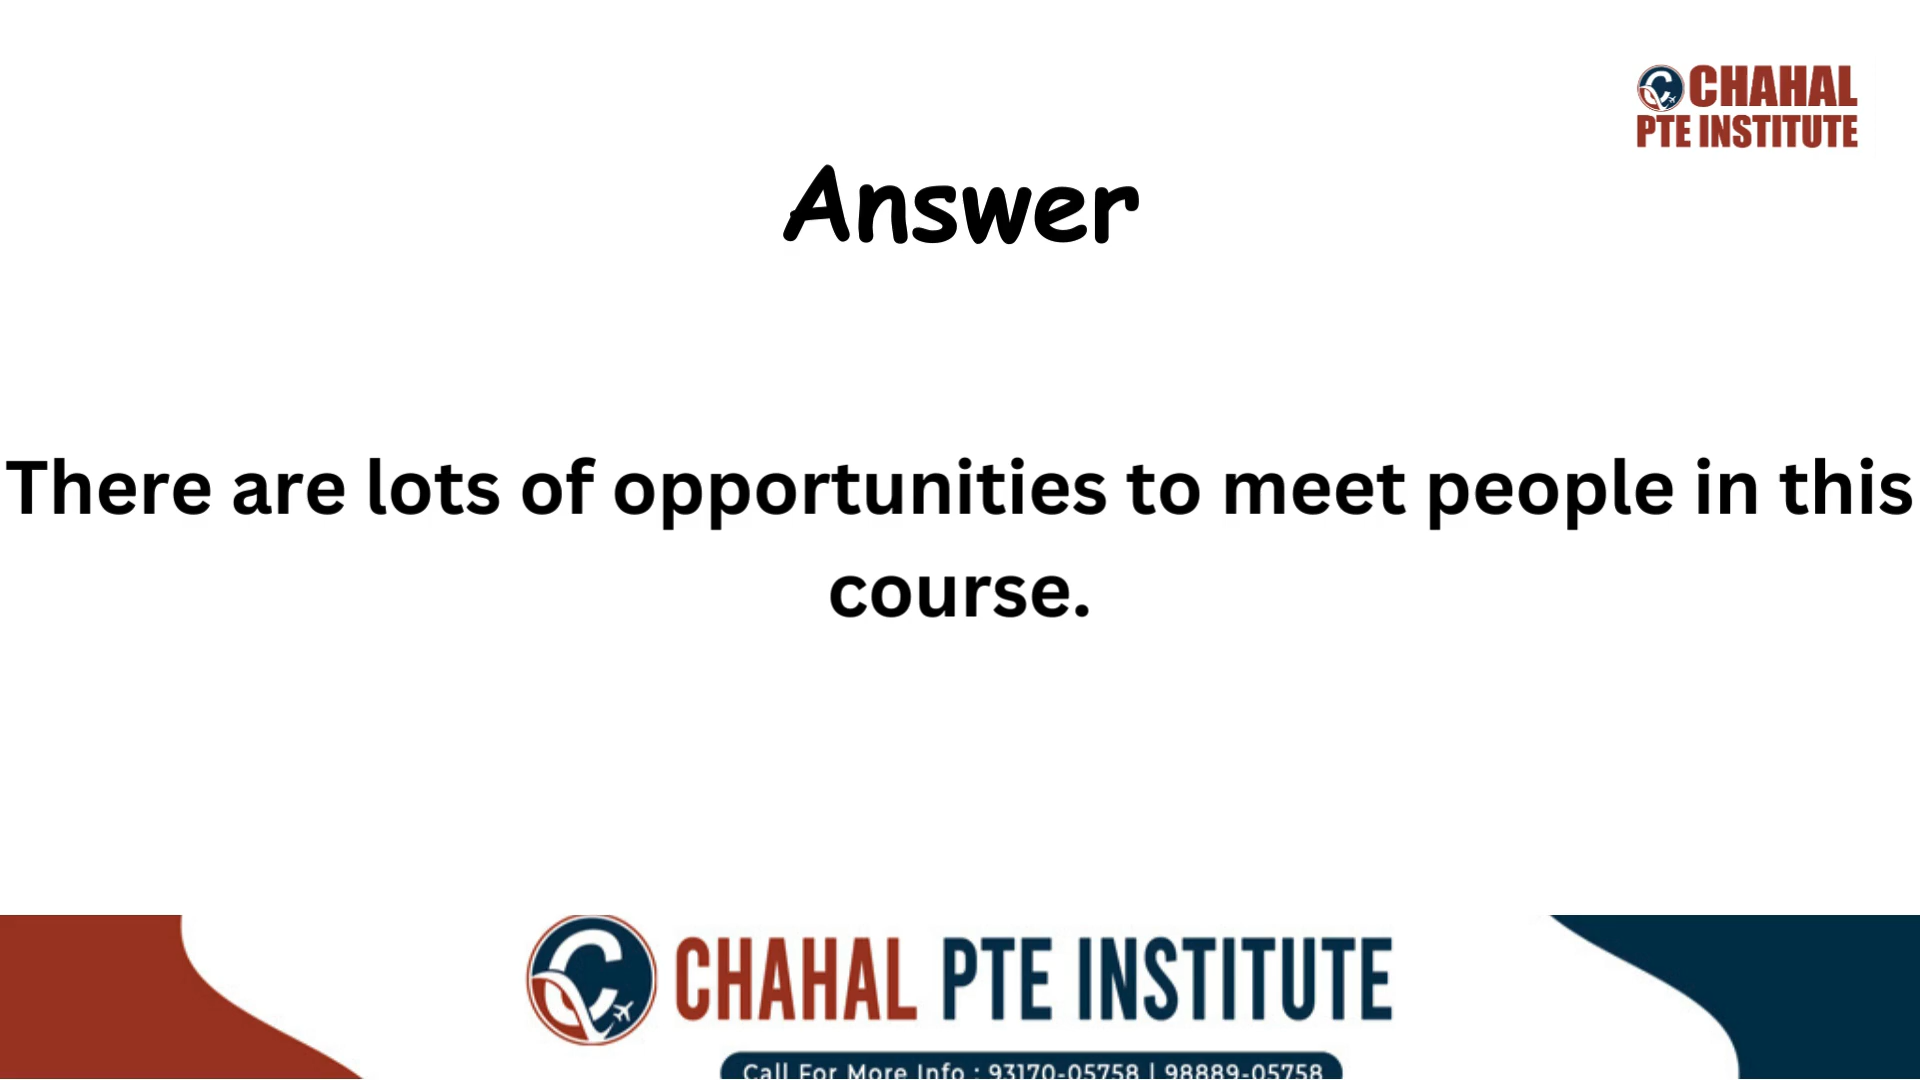 CHAHAL
PTE INSTITUTE
Answer
There are lots of opportunities to meet people in this
course.
CHAHAL PTE INSTITUTE
Call For More Info : 93170-05758 | 98889-05758